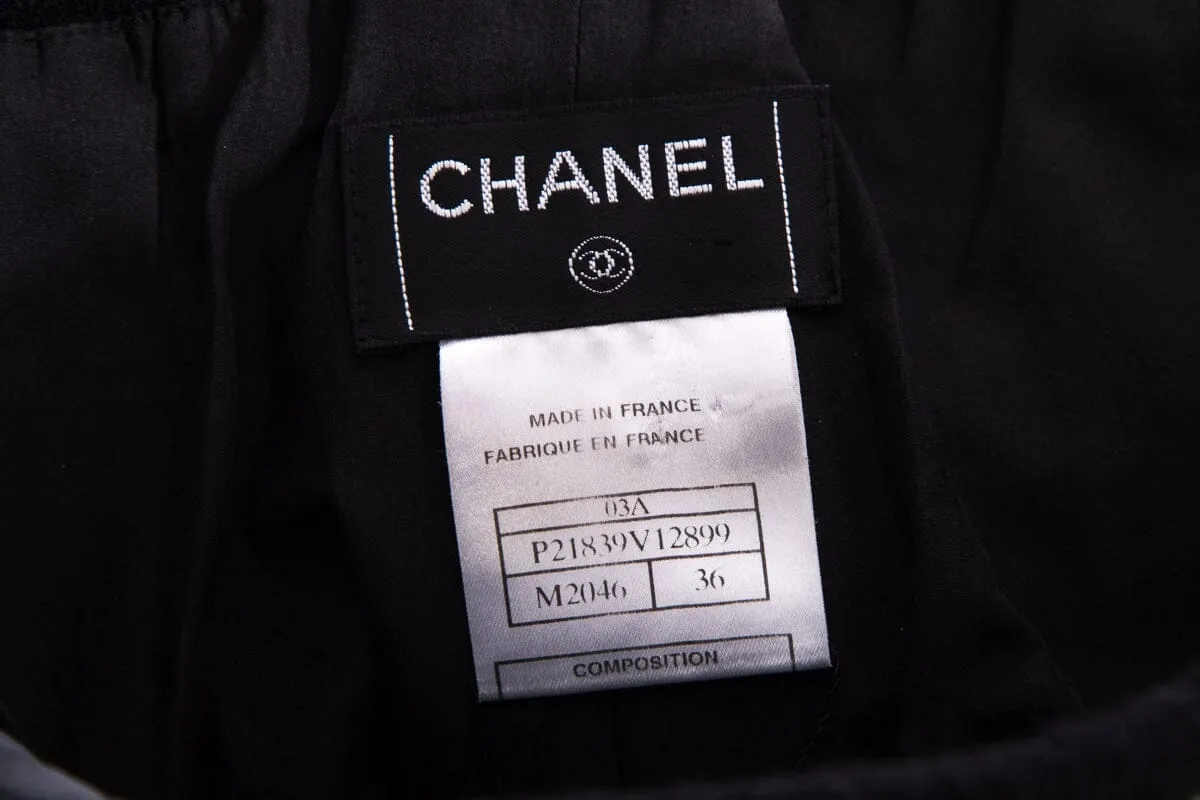 CHANEL
MADE IN FRANCE
FABRIQUE EN FRANCE
03A
P21839V12899
M2046 36
COMPOSITION